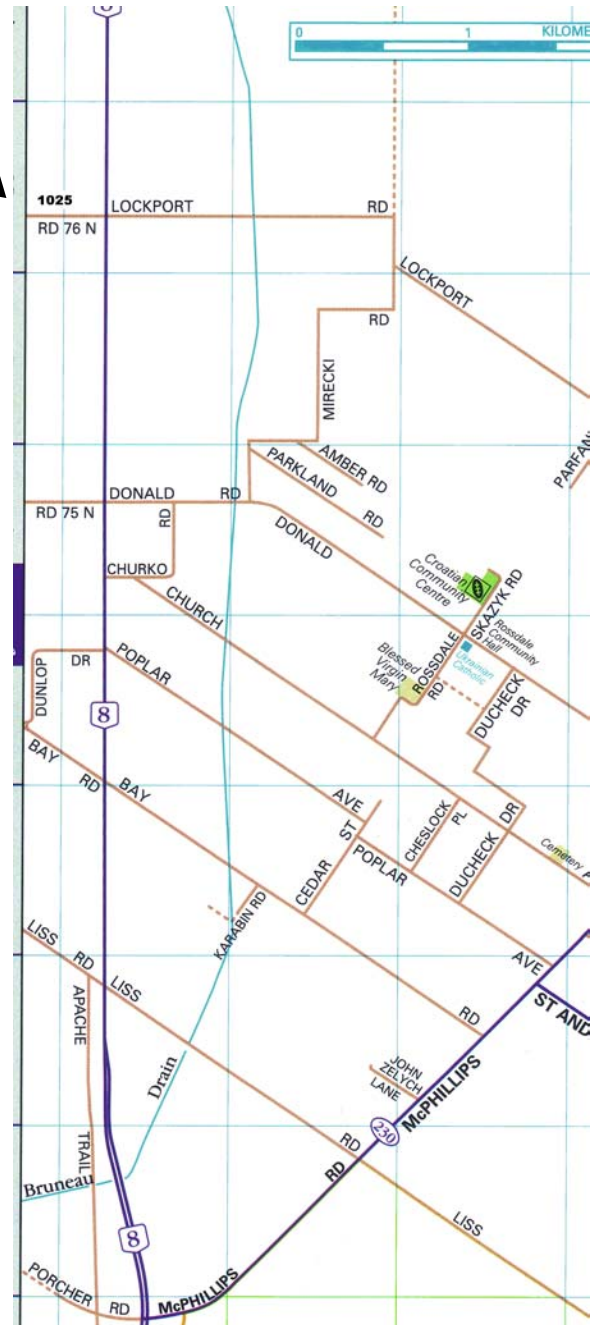 8
0 1 KILOME
1025
LOCKPORT RD
RD 76 N
LOCKPORT
RD
MIRECKI
AMBER RD
PARKLAND RD
PARFAN
DONALD RD
RD 75 N
RD
DONALD
CHURKO
CHURCH
Croatian
Community
Centre
SKAZYK RD
Rossdale
Community
Hall
Ukrainian
Catholic
ROSSDALE
RD
Blessed
Virgin
Mary
DUCHECK
DR
DR
POPLAR
DUNLOP
8
BAY
RD
BAY
AVE
ST
CEDAR
POPLAR
CHESLOCK
PL
DUCHECK
DR
Cemetery
KARABIN RD
LISS
RD
LISS
AVE
RD
ST AND
APACHE
TRAIL
Drain
JOHN
ZELYCH
LANE
McPHILLIPS
230
RD
RD
LISS
Bruneau
8
PORCHER
RD
McPHILLIPS